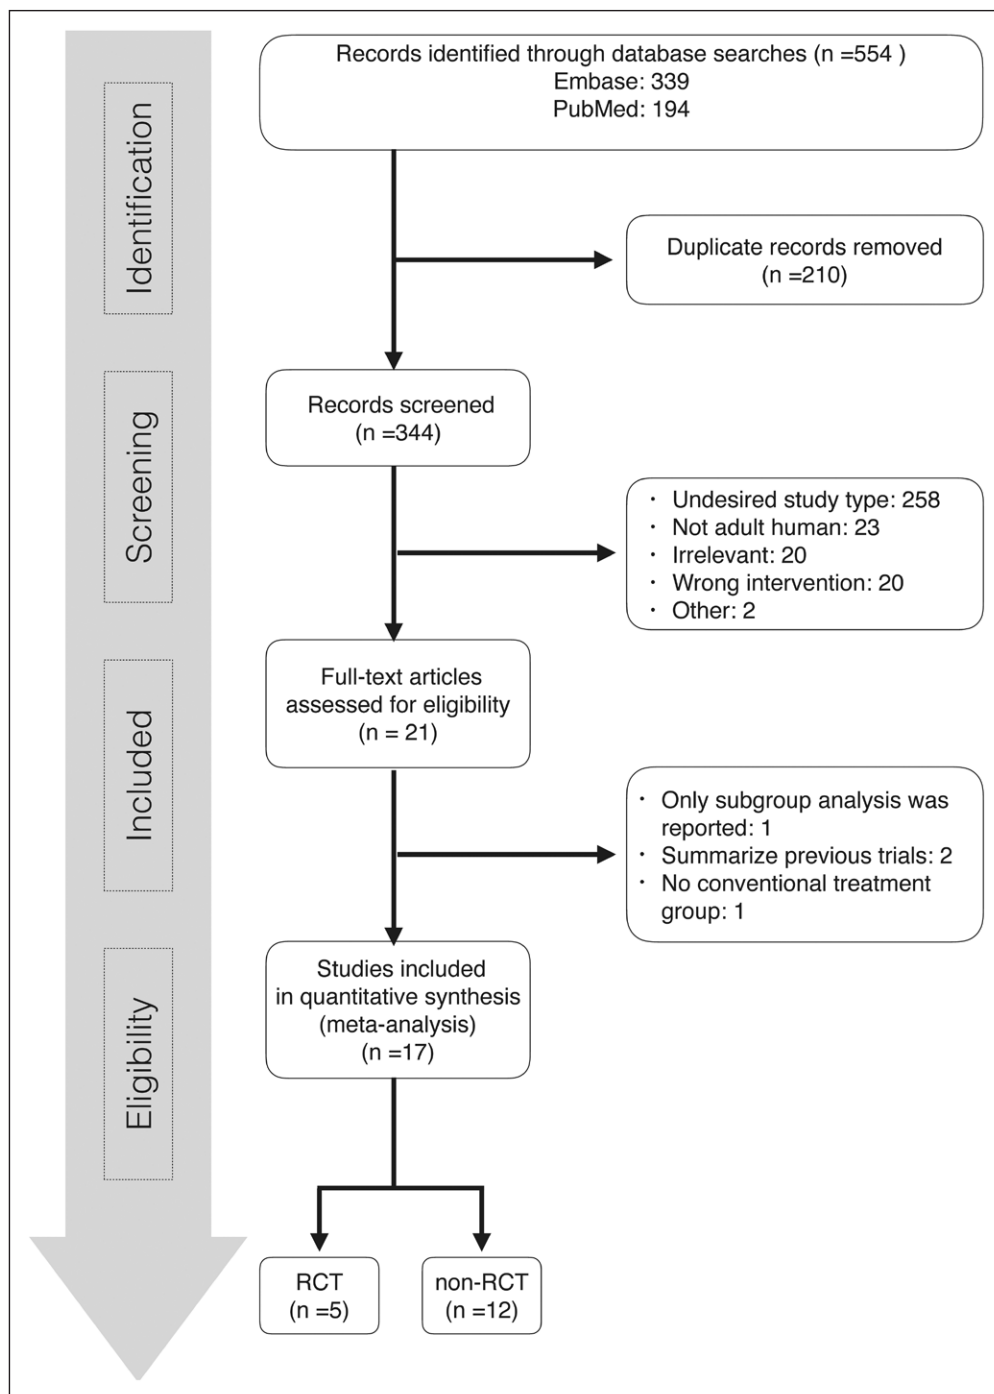 Identification
Records identified through database searches (n =554 )
Embase: 339
PubMed: 194
Duplicate records removed
(n =210)
Screening
Records screened
(n =344)
・ Undesired study type: 258
・ Not adult human: 23
・ Irrelevant: 20
・ Wrong intervention: 20
・ Other: 2
Included
Full-text articles
assessed for eligibility
(n = 21)
・ Only subgroup analysis was
reported: 1
・ Summarize previous trials: 2
・ No conventional treatment
group: 1
Eligibility
Studies included
in quantitative synthesis
(meta-analysis)
(n =17)
RCT
(n =5)
non-RCT
(n =12)